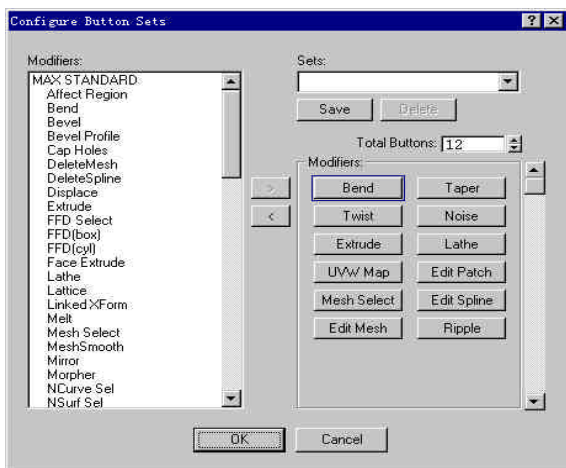 Configure Button Sets
Modifiers:
MAX STANDARD
Affect Region
Bend
Bevel
Bevel Profile
Cap Holes
DeleteMesh
DeleteSpline
Displace
Extrude
FFD Select
FFD(box)
FFD(cyl)
Face Extrude
Lathe
Lattice
Linked XForm
Melt
Mesh Select
MeshSmooth
Mirror
Morpher
NCurve Sel
NSurf Sel
>
<
Sets:
Save Delete
Total Buttons: 12
Modifiers:
Bend Taper
Twist Noise
Extrude Lathe
UVW Map Edit Patch
Mesh Select Edit Spline
Edit Mesh Ripple
OK Cancel